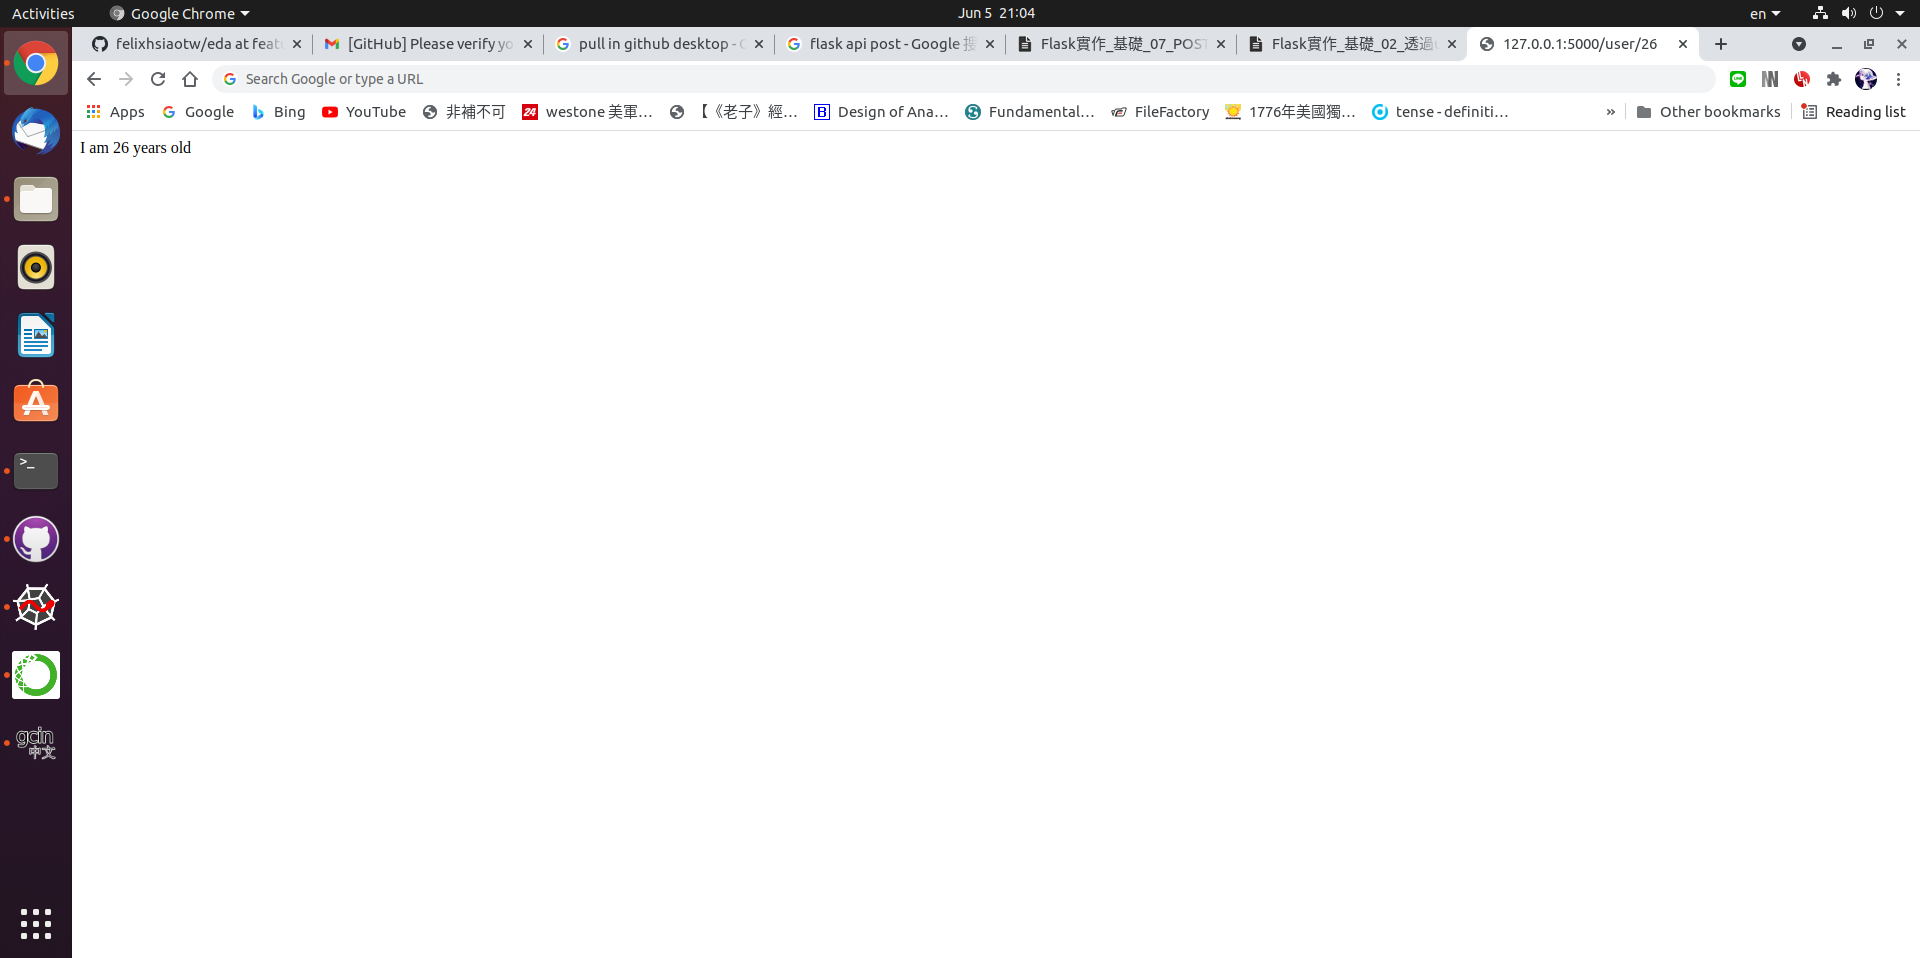 Activities
Google Chrome
Jun 5 21:04
en
felixhsiaotw/eda at feat
[GitHub] Please verify yo
pull in github desktop - G
flask api post - Google 搜
Flask實作_基礎_07_POST
Flask實作_基礎_02_透過
127.0.0.1:5000/user/26
Search Google or type a URL
Apps
Google
Bing
YouTube
非補不可
westone 美軍...
【《老子》經...
Design of Ana...
Fundamental...
FileFactory
1776年美國獨...
tense - definiti...
»
Other bookmarks
Reading list
I am 26 years old
>_
gcin
中文